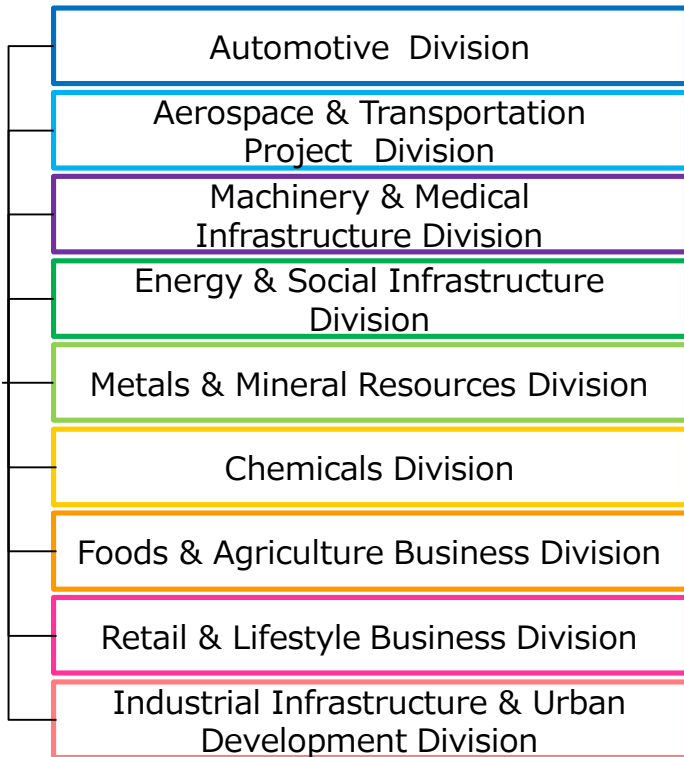 Automotive Division
Aerospace & Transportation
Project Division
Machinery & Medical
Infrastructure Division
Energy & Social Infrastructure
Division
Metals & Mineral Resources Division
Chemicals Division
Foods & Agriculture Business Division
Retail & Lifestyle Business Division
Industrial Infrastructure & Urban
Development Division